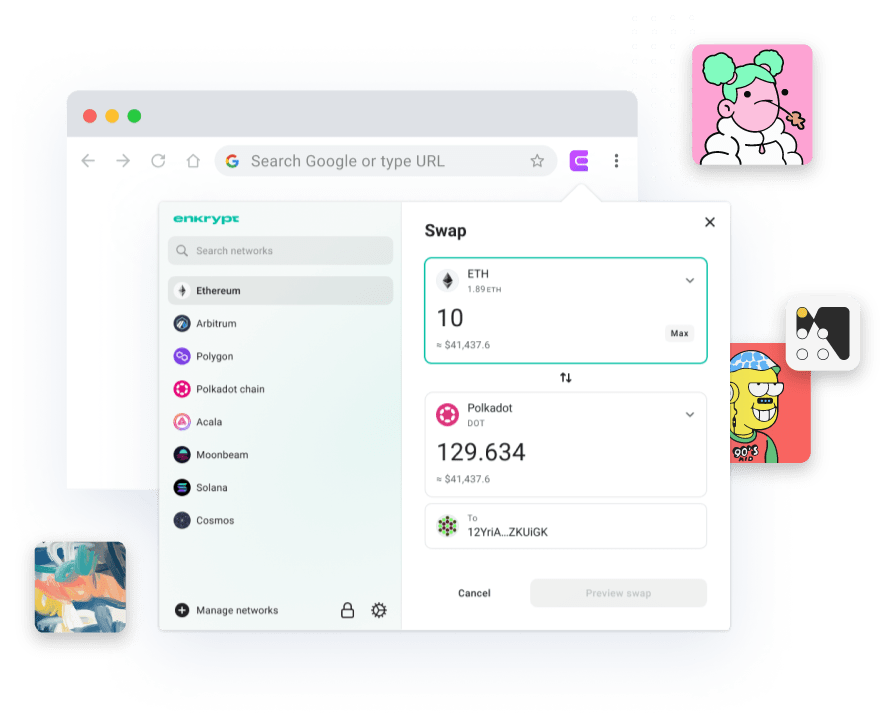 Search Google or type URL
enkrypt
Search networks
Ethereum
Arbitrum
Polygon
Polkadot chain
Acala
Moonbeam
Solana
Cosmos
Manage networks
Swap
ETH
1.89 ETH
10
≈ $41,437.6
Max
Polkadot
DOT
129.634
≈ $41,437.6
To
12YriA...ZKUiGK
Cancel
Preview swap
90'S